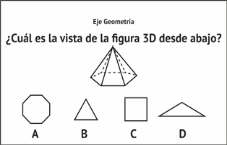 Eje Geometría
¿Cuál es la vista de la figura 3D desde abajo?
A B C D